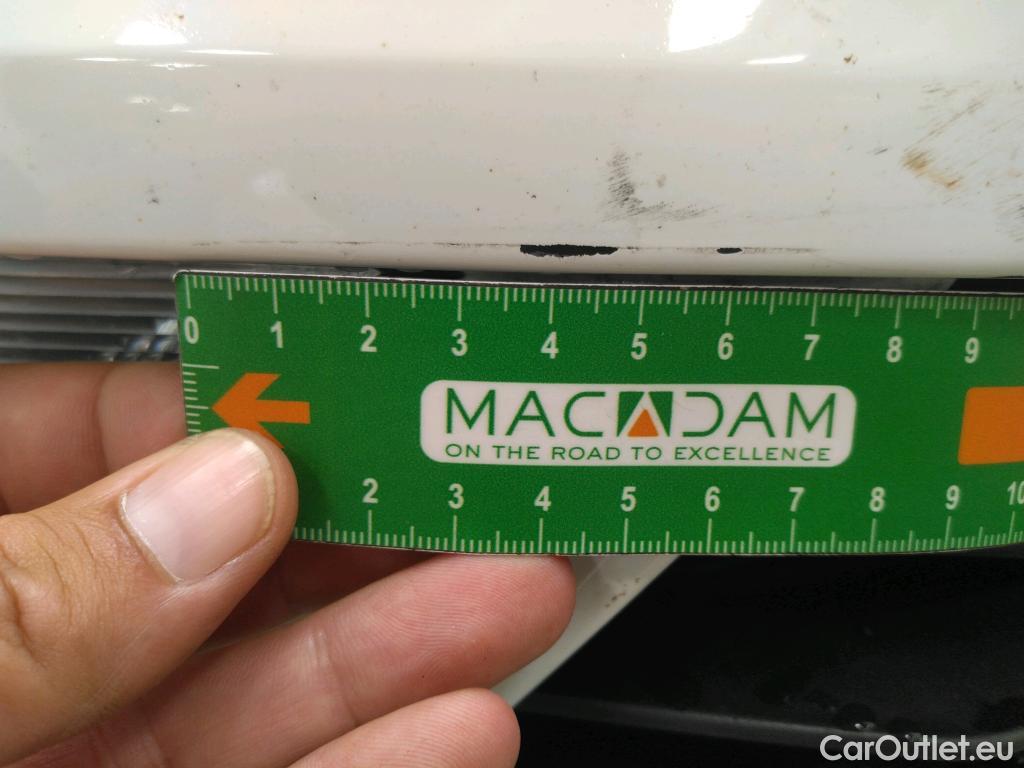 0 1 2 3 4 5 6 7 8 9
MACADAM
ON THE ROAD TO EXCELLENCE
2 3 4 5 6 7 8 9 10
CarOutlet.eu